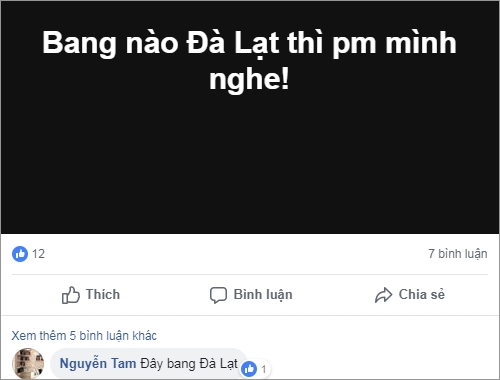 Bang nào Đà Lạt thì pm mình
nghe!
12
7 bình luận
Thích
Bình luận
Chia sẻ
Xem thêm 5 bình luận khác
Nguyễn Tam Đây bang Đà Lạt
1